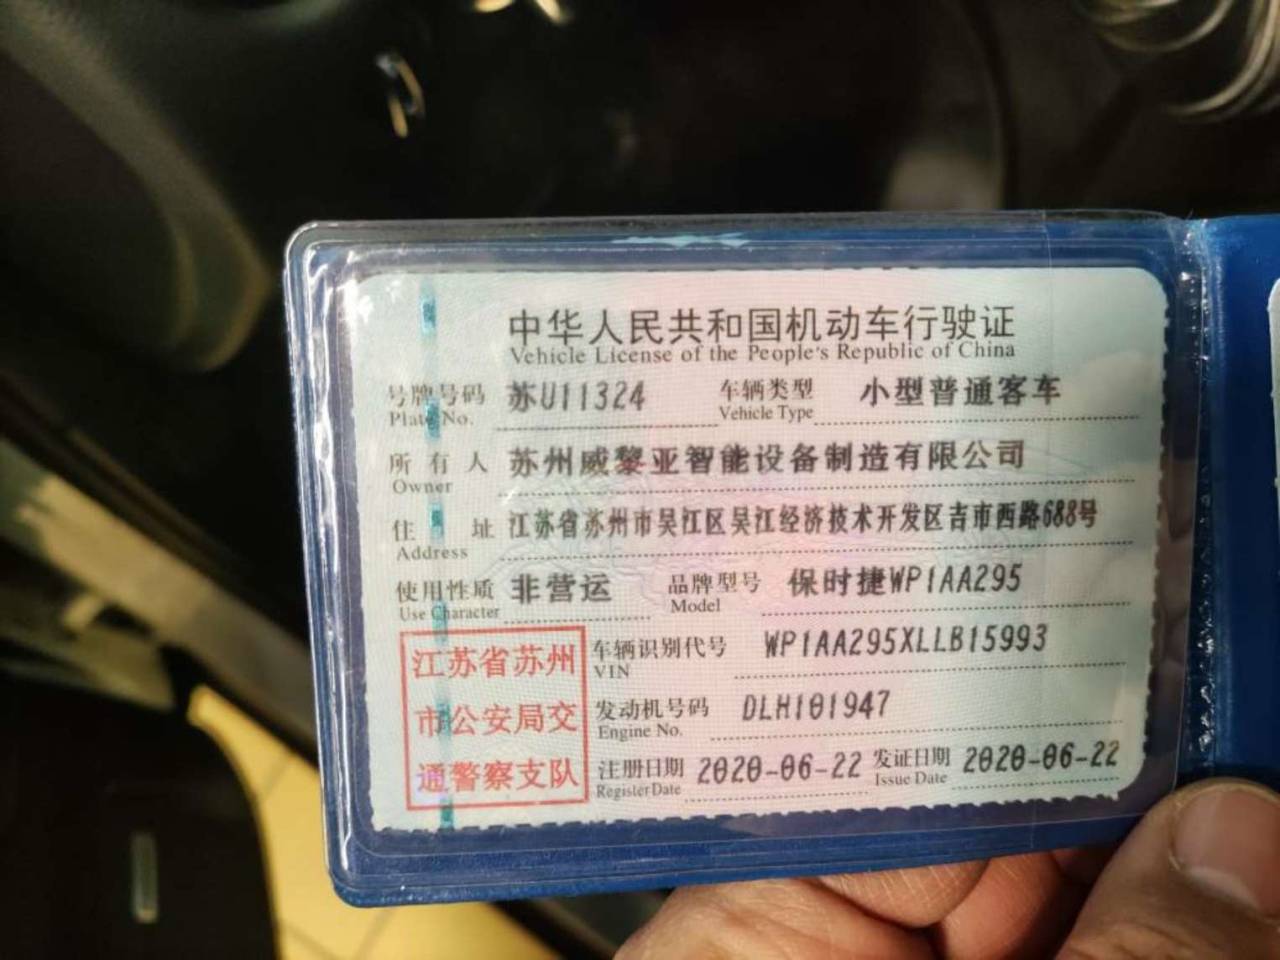 中华人民共和国机动车行驶证
Vehicle License of the People's Republic of China
号牌号码 苏U11324 车辆类型 小型普通客车
Plate No. Vehicle Type
所有人 苏州威黎亚智能设备制造有限公司
Owner
住址 江苏省苏州市吴江区吴江经济技术开发区吉市西路688号
Address
使用性质 非营运 品牌型号 保时捷WP1AA295
Use Character Model
江苏省苏州 车辆识别代号 WP1AA295XLLB15993
VIN
市公安局交 发动机号码 DLH101947
Engine No.
通警察支队 注册日期 2020-06-22 发证日期 2020-06-22
Register Date Issue Date